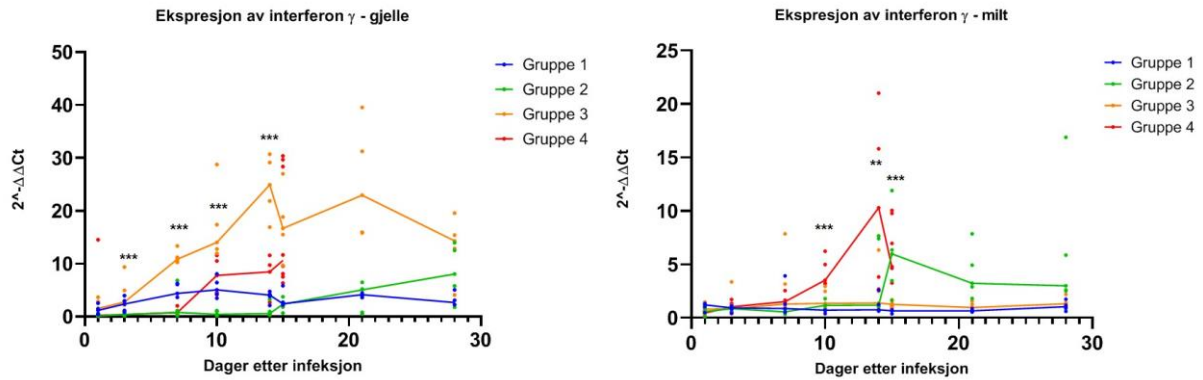 Ekspresjon av interferon γ - gjelle
50
40
30
20
10
0
2^-ΔΔCt
***
***
***
***
0
10
20
30
Dager etter infeksjon
Gruppe 1
Gruppe 2
Gruppe 3
Gruppe 4
Ekspresjon av interferon γ - milt
25
20
15
10
5
0
2^-ΔΔCt
***
**
***
0
10
20
30
Dager etter infeksjon
Gruppe 1
Gruppe 2
Gruppe 3
Gruppe 4